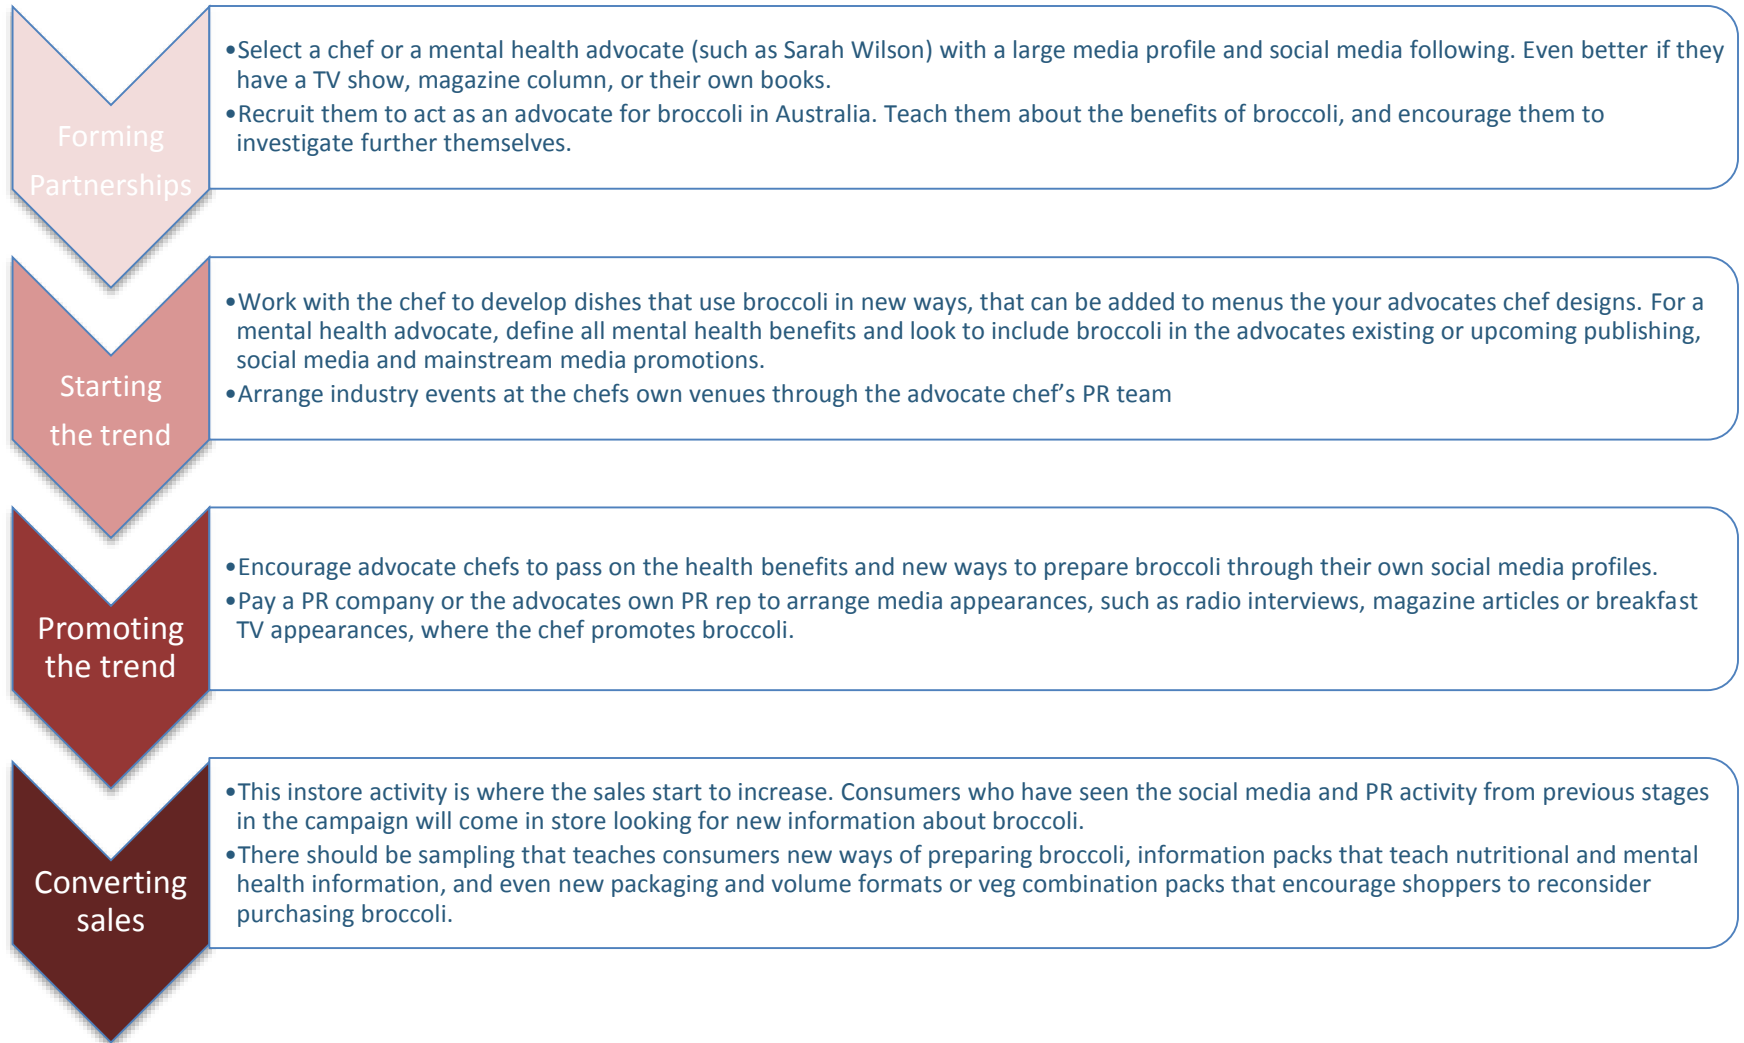 Forming
Partnerships
•Select a chef or a mental health advocate (such as Sarah Wilson) with a large media profile and social media following. Even better if they
have a TV show, magazine column, or their own books.
•Recruit them to act as an advocate for broccoli in Australia. Teach them about the benefits of broccoli, and encourage them to
investigate further themselves.
Starting
the trend
•Work with the chef to develop dishes that use broccoli in new ways, that can be added to menus the your advocates chef designs. For a
mental health advocate, define all mental health benefits and look to include broccoli in the advocates existing or upcoming publishing,
social media and mainstream media promotions.
•Arrange industry events at the chefs own venues through the advocate chef’s PR team
Promoting
the trend
•Encourage advocate chefs to pass on the health benefits and new ways to prepare broccoli through their own social media profiles.
•Pay a PR company or the advocates own PR rep to arrange media appearances, such as radio interviews, magazine articles or breakfast
TV appearances, where the chef promotes broccoli.
Converting
sales
•This instore activity is where the sales start to increase. Consumers who have seen the social media and PR activity from previous stages
in the campaign will come in store looking for new information about broccoli.
•There should be sampling that teaches consumers new ways of preparing broccoli, information packs that teach nutritional and mental
health information, and even new packaging and volume formats or veg combination packs that encourage shoppers to reconsider
purchasing broccoli.